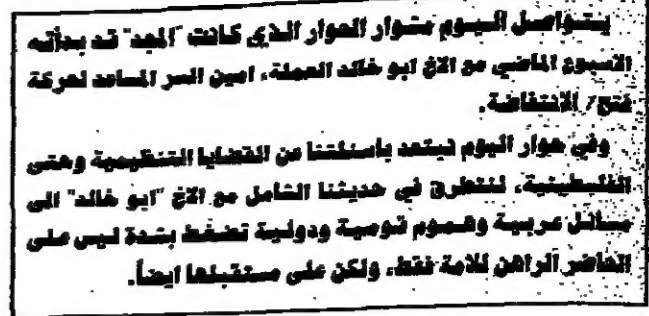 يتواصل اليوم مشوار الحوار الذي كانت "المجد" قد بدأته
الاسبوع الماضي مع الاخ ابو خالد العملة، امين السر المساعد لحركة
فتح / الانتفاضة.
وفي حوار اليوم نبتعد باسئلتنا عن القضايا التنظيمية وحتى
الفلسطينية، لنتطرق في حديثنا الشامل مع الاخ "ابو خالد" الى
مسائل عربية وهموم قومية ودولية تضغط بشدة ليس على
الحاضر الراهن للامة فقط، ولكن على مستقبلها ايضاً.